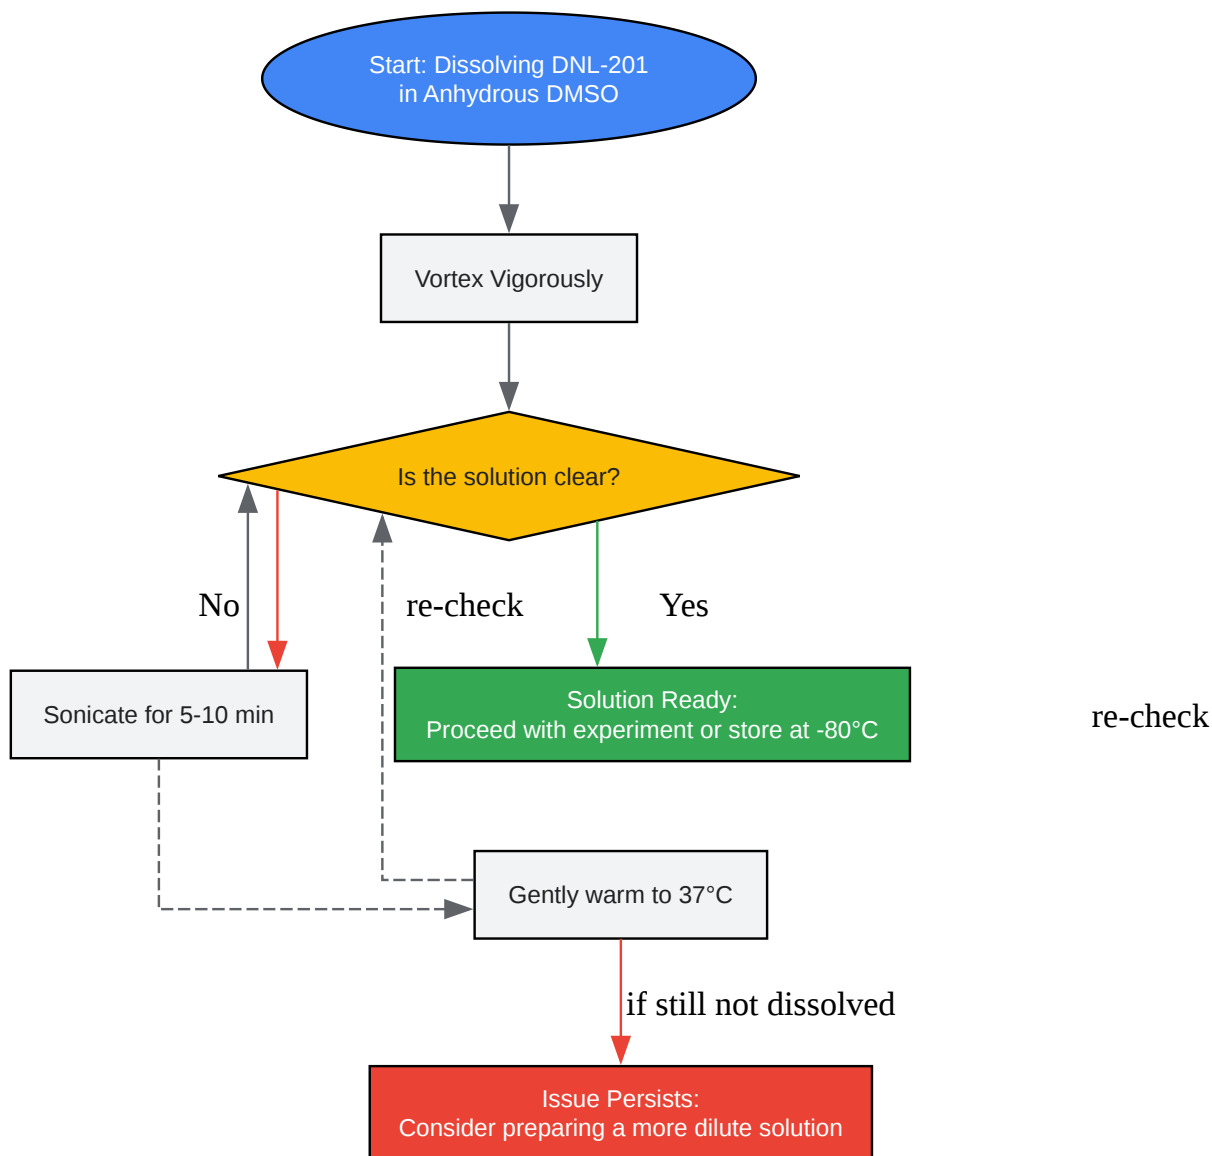 Start: Dissolving DNL-201
in Anhydrous DMSO
Vortex Vigorously
Is the solution clear?
No
re-check
Yes
Sonicate for 5-10 min
Solution Ready:
Proceed with experiment or store at -80°C
re-check
Gently warm to 37°C
if still not dissolved
Issue Persists:
Consider preparing a more dilute solution